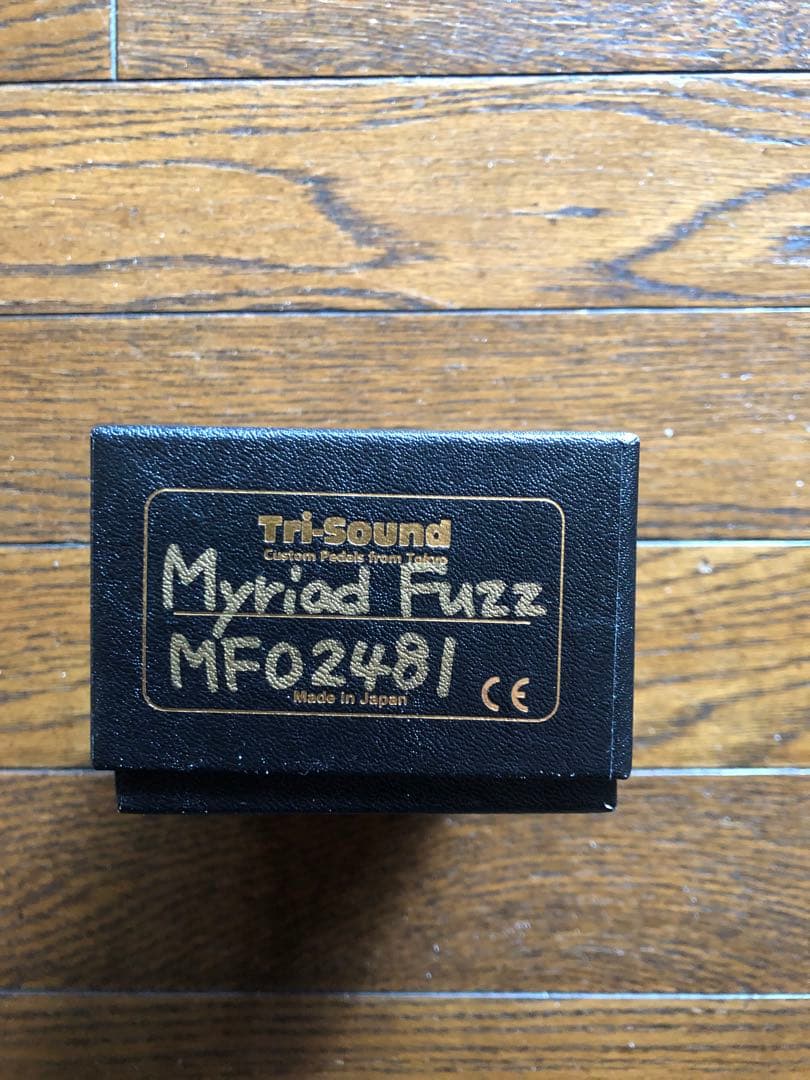 Tri-Sound
Custom Pedals from Tokyo
Myriad Fuzz
MF02481
Made in Japan
CE